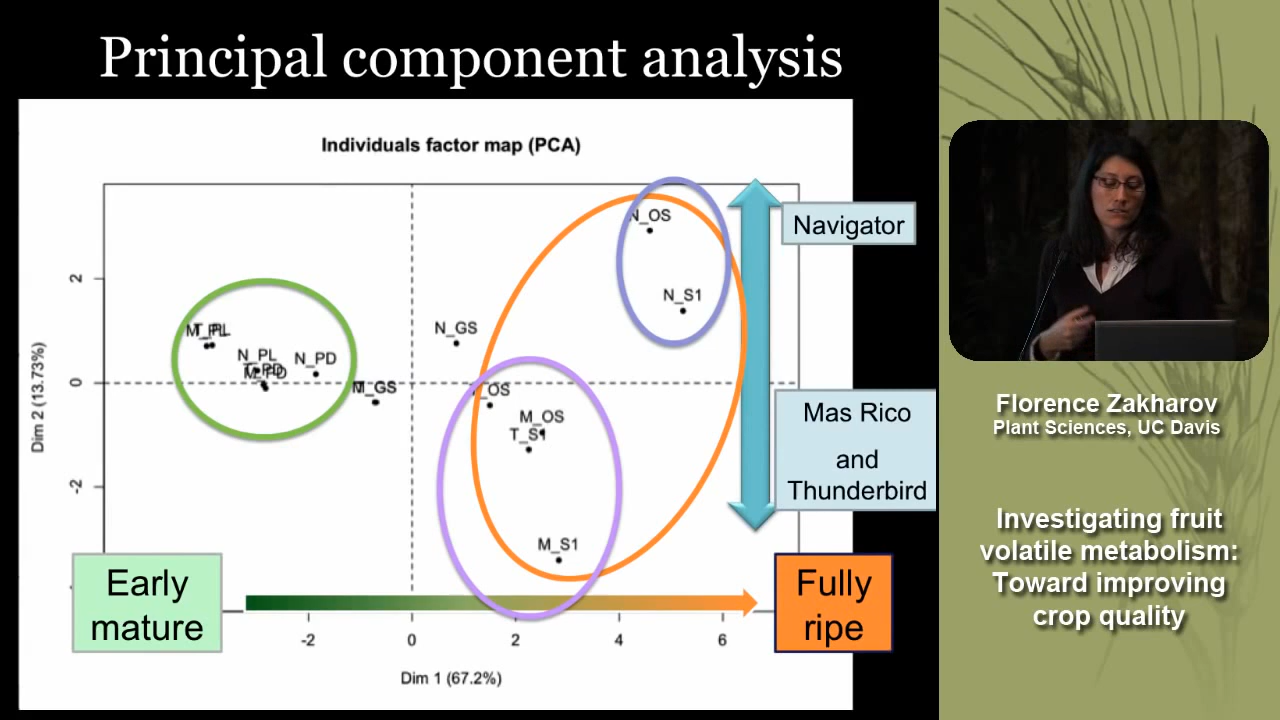 Principal component analysis
Individuals factor map (PCA)
Dim 2 (13.73%)
2
0
-2
N_OS
N_S1
N_GS
N_PL
N_PD
M_OS
T_S1
M_S1
Navigator
Mas Rico
and
Thunderbird
Early
mature
Fully
ripe
-2
0
2
4
6
Dim 1 (67.2%)
Florence Zakharov
Plant Sciences, UC Davis
Investigating fruit
volatile metabolism:
Toward improving
crop quality